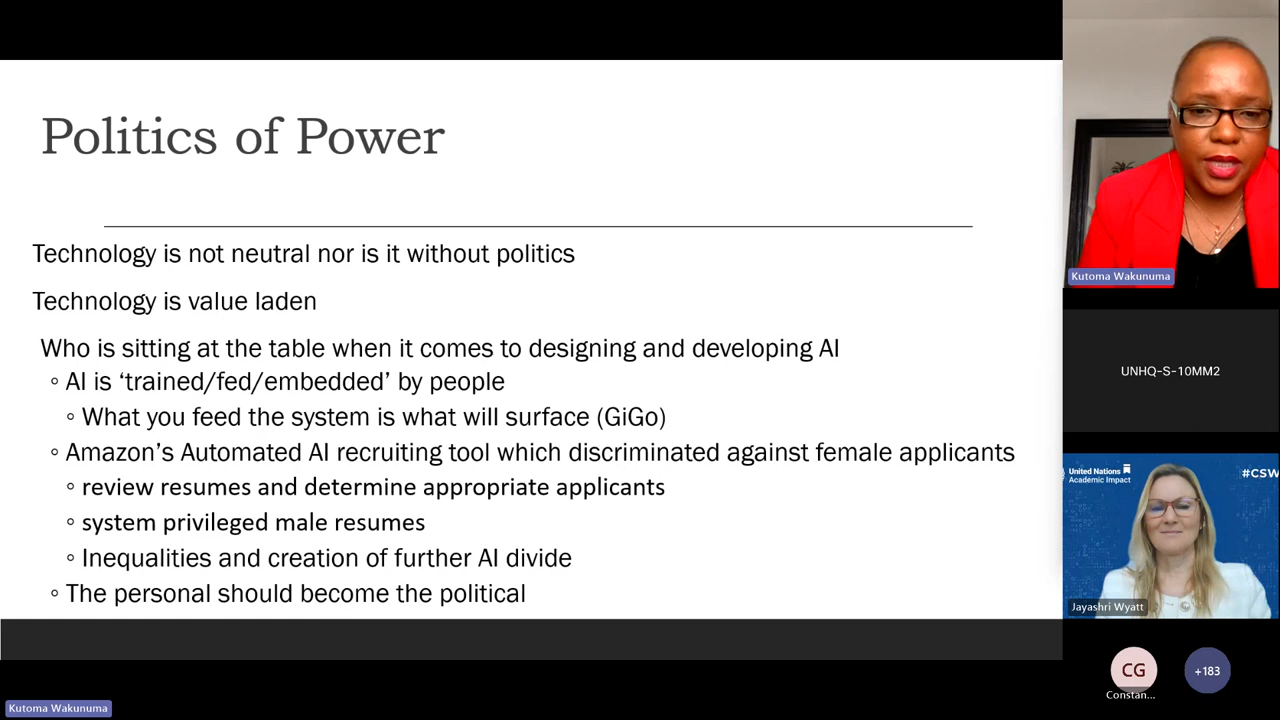 Politics of Power
Technology is not neutral nor is it without politics
Technology is value laden
Who is sitting at the table when it comes to designing and developing AI
◦ AI is ‘trained/fed/embedded’ by people
◦ What you feed the system is what will surface (GiGo)
◦ Amazon’s Automated AI recruiting tool which discriminated against female applicants
◦ review resumes and determine appropriate applicants
◦ system privileged male resumes
◦ Inequalities and creation of further AI divide
◦ The personal should become the political
Kutoma Wakunuma
UNHQ-S-10MM2
United Nations
Academic Impact
#CSW
Jayashri Wyatt
CG
+183
Constan...
Kutoma Wakunuma